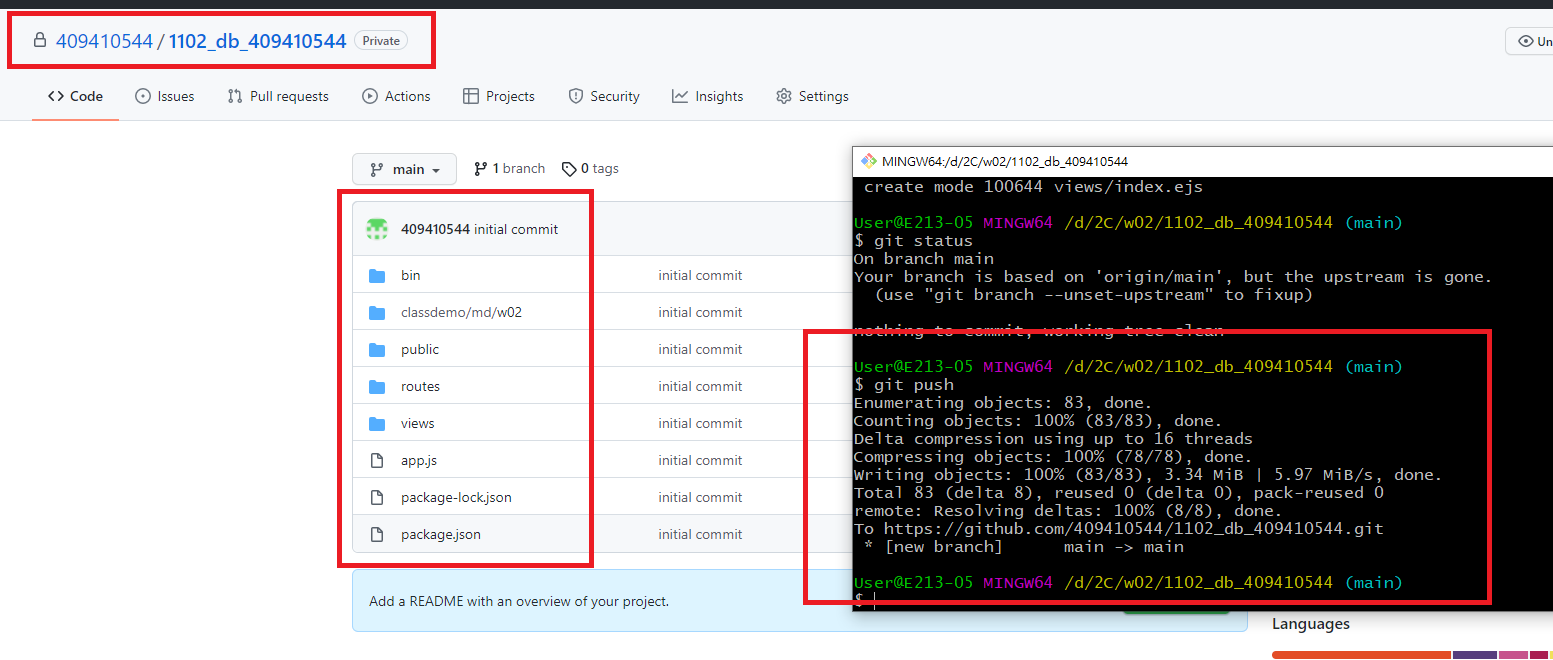 409410544 / 1102_db_409410544 Private
Code Issues Pull requests Actions Projects Security Insights Settings
main 1 branch 0 tags
409410544 initial commit
bin initial commit
classdemo/md/w02 initial commit
public initial commit
routes initial commit
views initial commit
app.js initial commit
package-lock.json initial commit
package.json initial commit
Add a README with an overview of your project.
MINGW64:/d/2C/w02/1102_db_409410544
create mode 100644 views/index.ejs
User@E213-05 MINGW64 /d/2C/w02/1102_db_409410544 (main)
$ git status
On branch main
Your branch is based on 'origin/main', but the upstream is gone.
(use "git branch --unset-upstream" to fixup)
nothing to commit, working tree clean
User@E213-05 MINGW64 /d/2C/w02/1102_db_409410544 (main)
$ git push
Enumerating objects: 83, done.
Counting objects: 100% (83/83), done.
Delta compression using up to 16 threads
Compressing objects: 100% (78/78), done.
Writing objects: 100% (83/83), 3.34 MiB | 5.97 MiB/s, done.
Total 83 (delta 8), reused 0 (delta 0), pack-reused 0
remote: Resolving deltas: 100% (8/8), done.
To https://github.com/409410544/1102_db_409410544.git
* [new branch] main -> main
User@E213-05 MINGW64 /d/2C/w02/1102_db_409410544 (main)
$
Languages